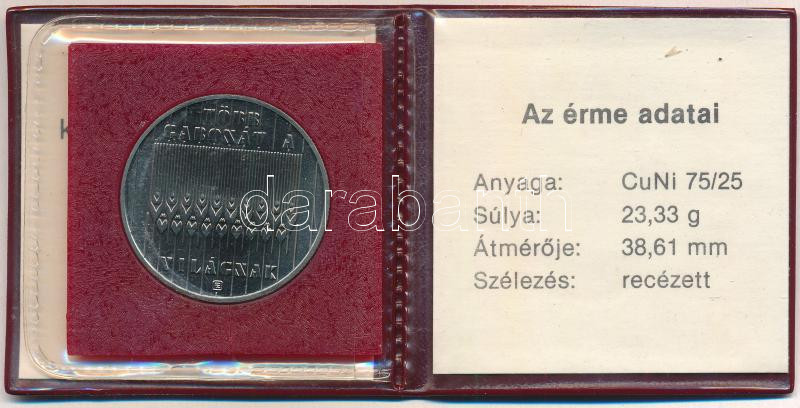 TÖBB
GABONÁT A
VILÁGNAK
K
Az érme adatai
Anyaga: CuNi 75/25
Súlya: 23,33 g
Átmérője: 38,61 mm
Szélezés: recézett
darabanth